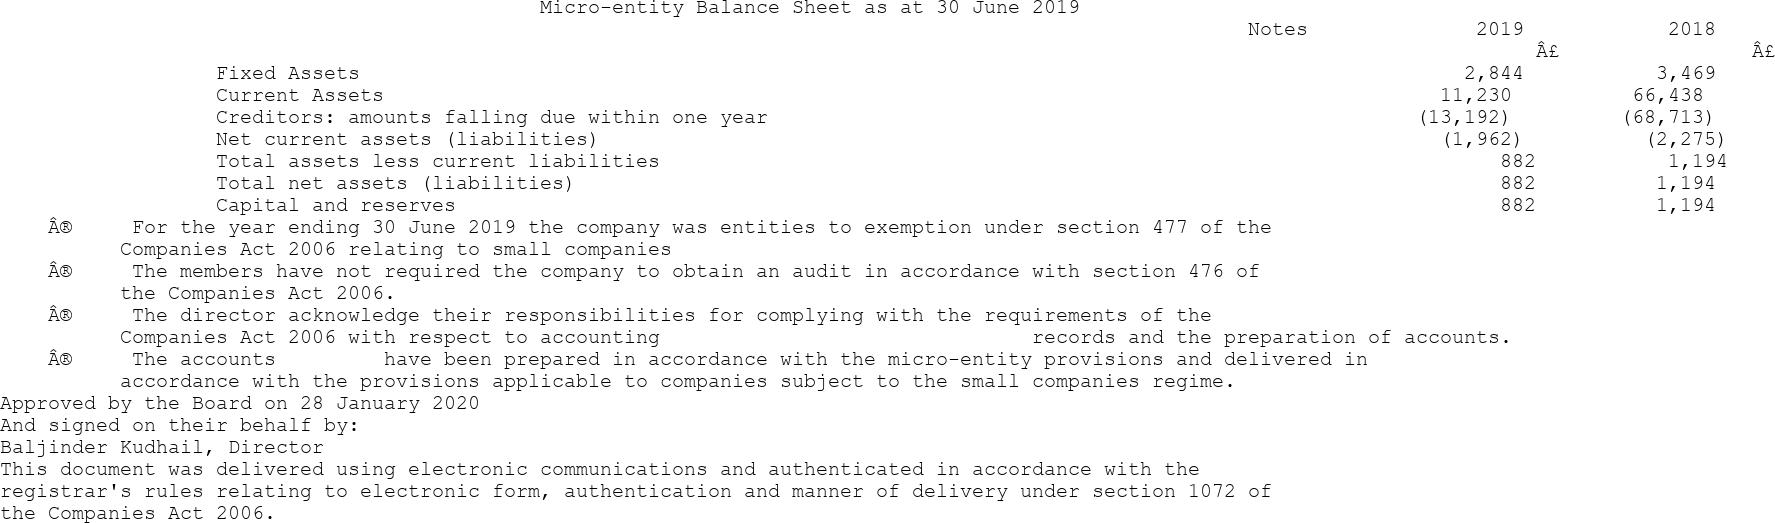 Micro-entity Balance Sheet as at 30 June 2019
Notes 2019 2018
Â£ Â£
Fixed Assets 2,844 3,469
Current Assets 11,230 66,438
Creditors: amounts falling due within one year (13,192) (68,713)
Net current assets (liabilities) (1,962) (2,275)
Total assets less current liabilities 882 1,194
Total net assets (liabilities) 882 1,194
Capital and reserves 882 1,194
Â® For the year ending 30 June 2019 the company was entities to exemption under section 477 of the
Companies Act 2006 relating to small companies
Â® The members have not required the company to obtain an audit in accordance with section 476 of
the Companies Act 2006.
Â® The director acknowledge their responsibilities for complying with the requirements of the
Companies Act 2006 with respect to accounting records and the preparation of accounts.
Â® The accounts have been prepared in accordance with the micro-entity provisions and delivered in
accordance with the provisions applicable to companies subject to the small companies regime.
Approved by the Board on 28 January 2020
And signed on their behalf by:
Baljinder Kudhail, Director
This document was delivered using electronic communications and authenticated in accordance with the
registrar's rules relating to electronic form, authentication and manner of delivery under section 1072 of
the Companies Act 2006.